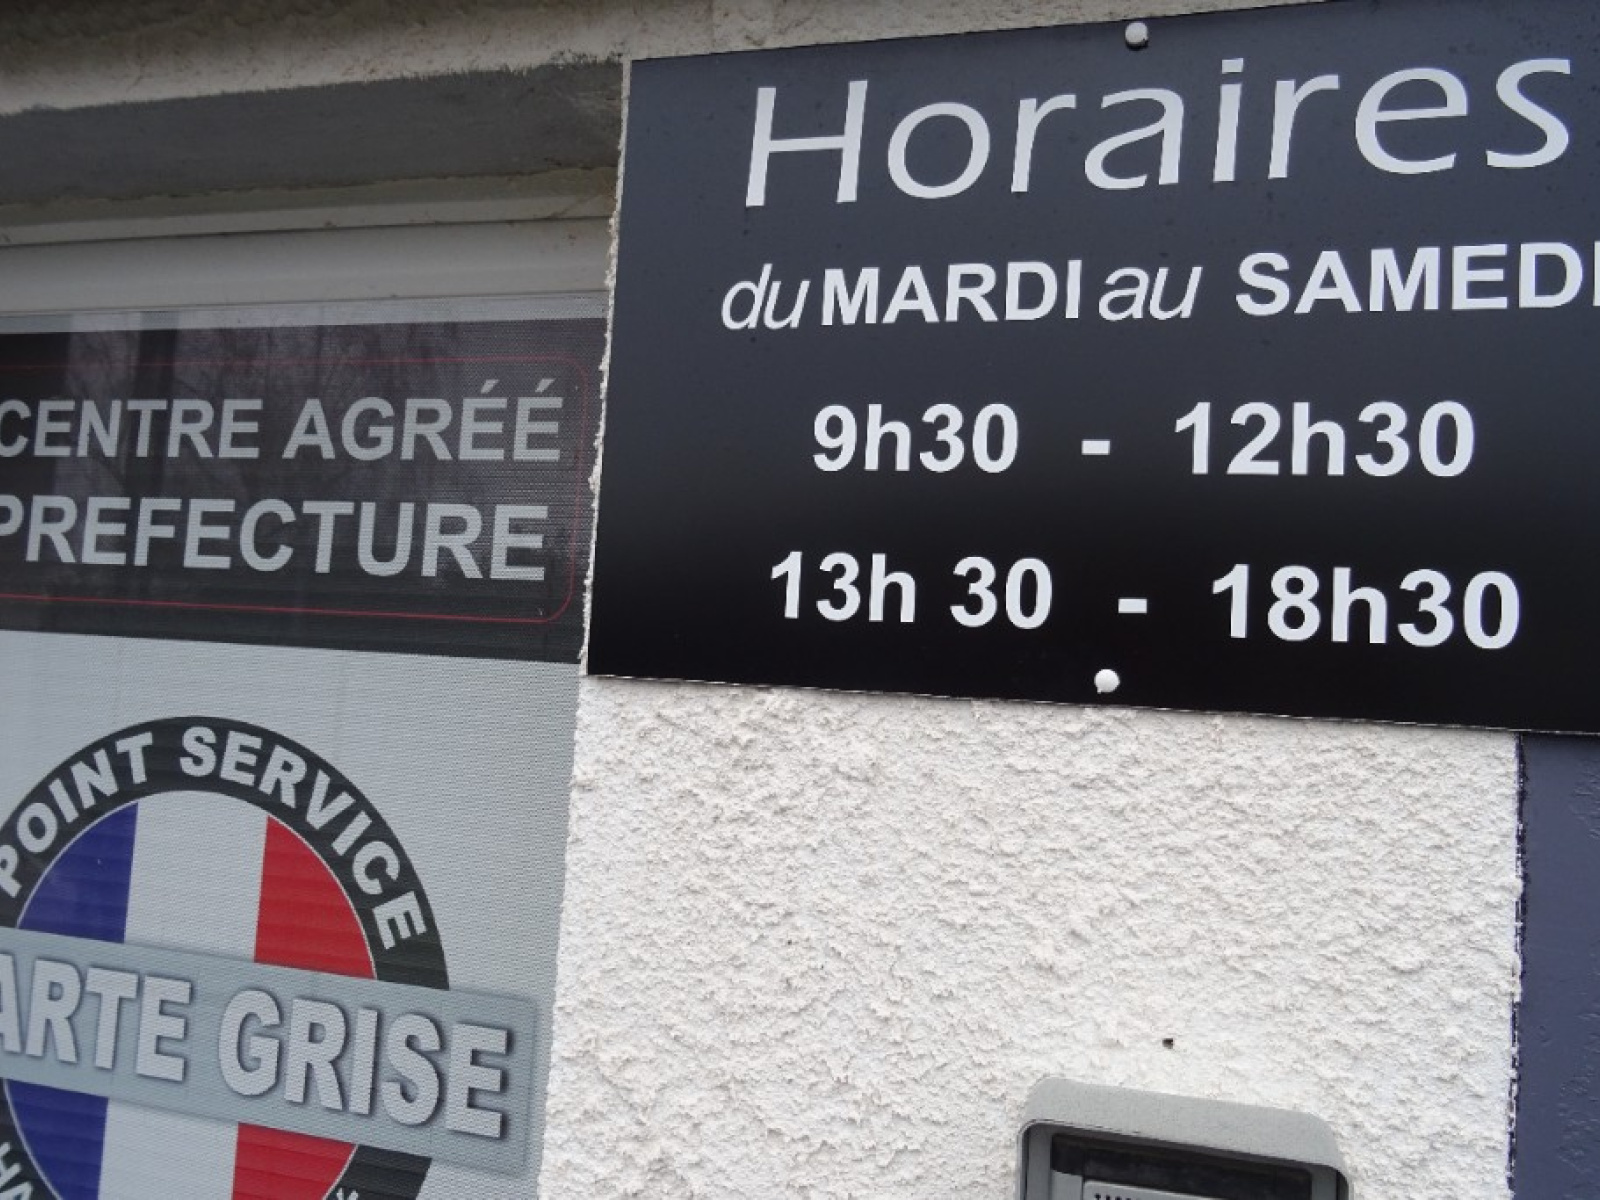 Horaires
du MARDI au SAMEDI
9h30 - 12h30
13h 30 - 18h30
CENTRE AGRÉÉ
PREFECTURE
POINT SERVICE
ARTE GRISE